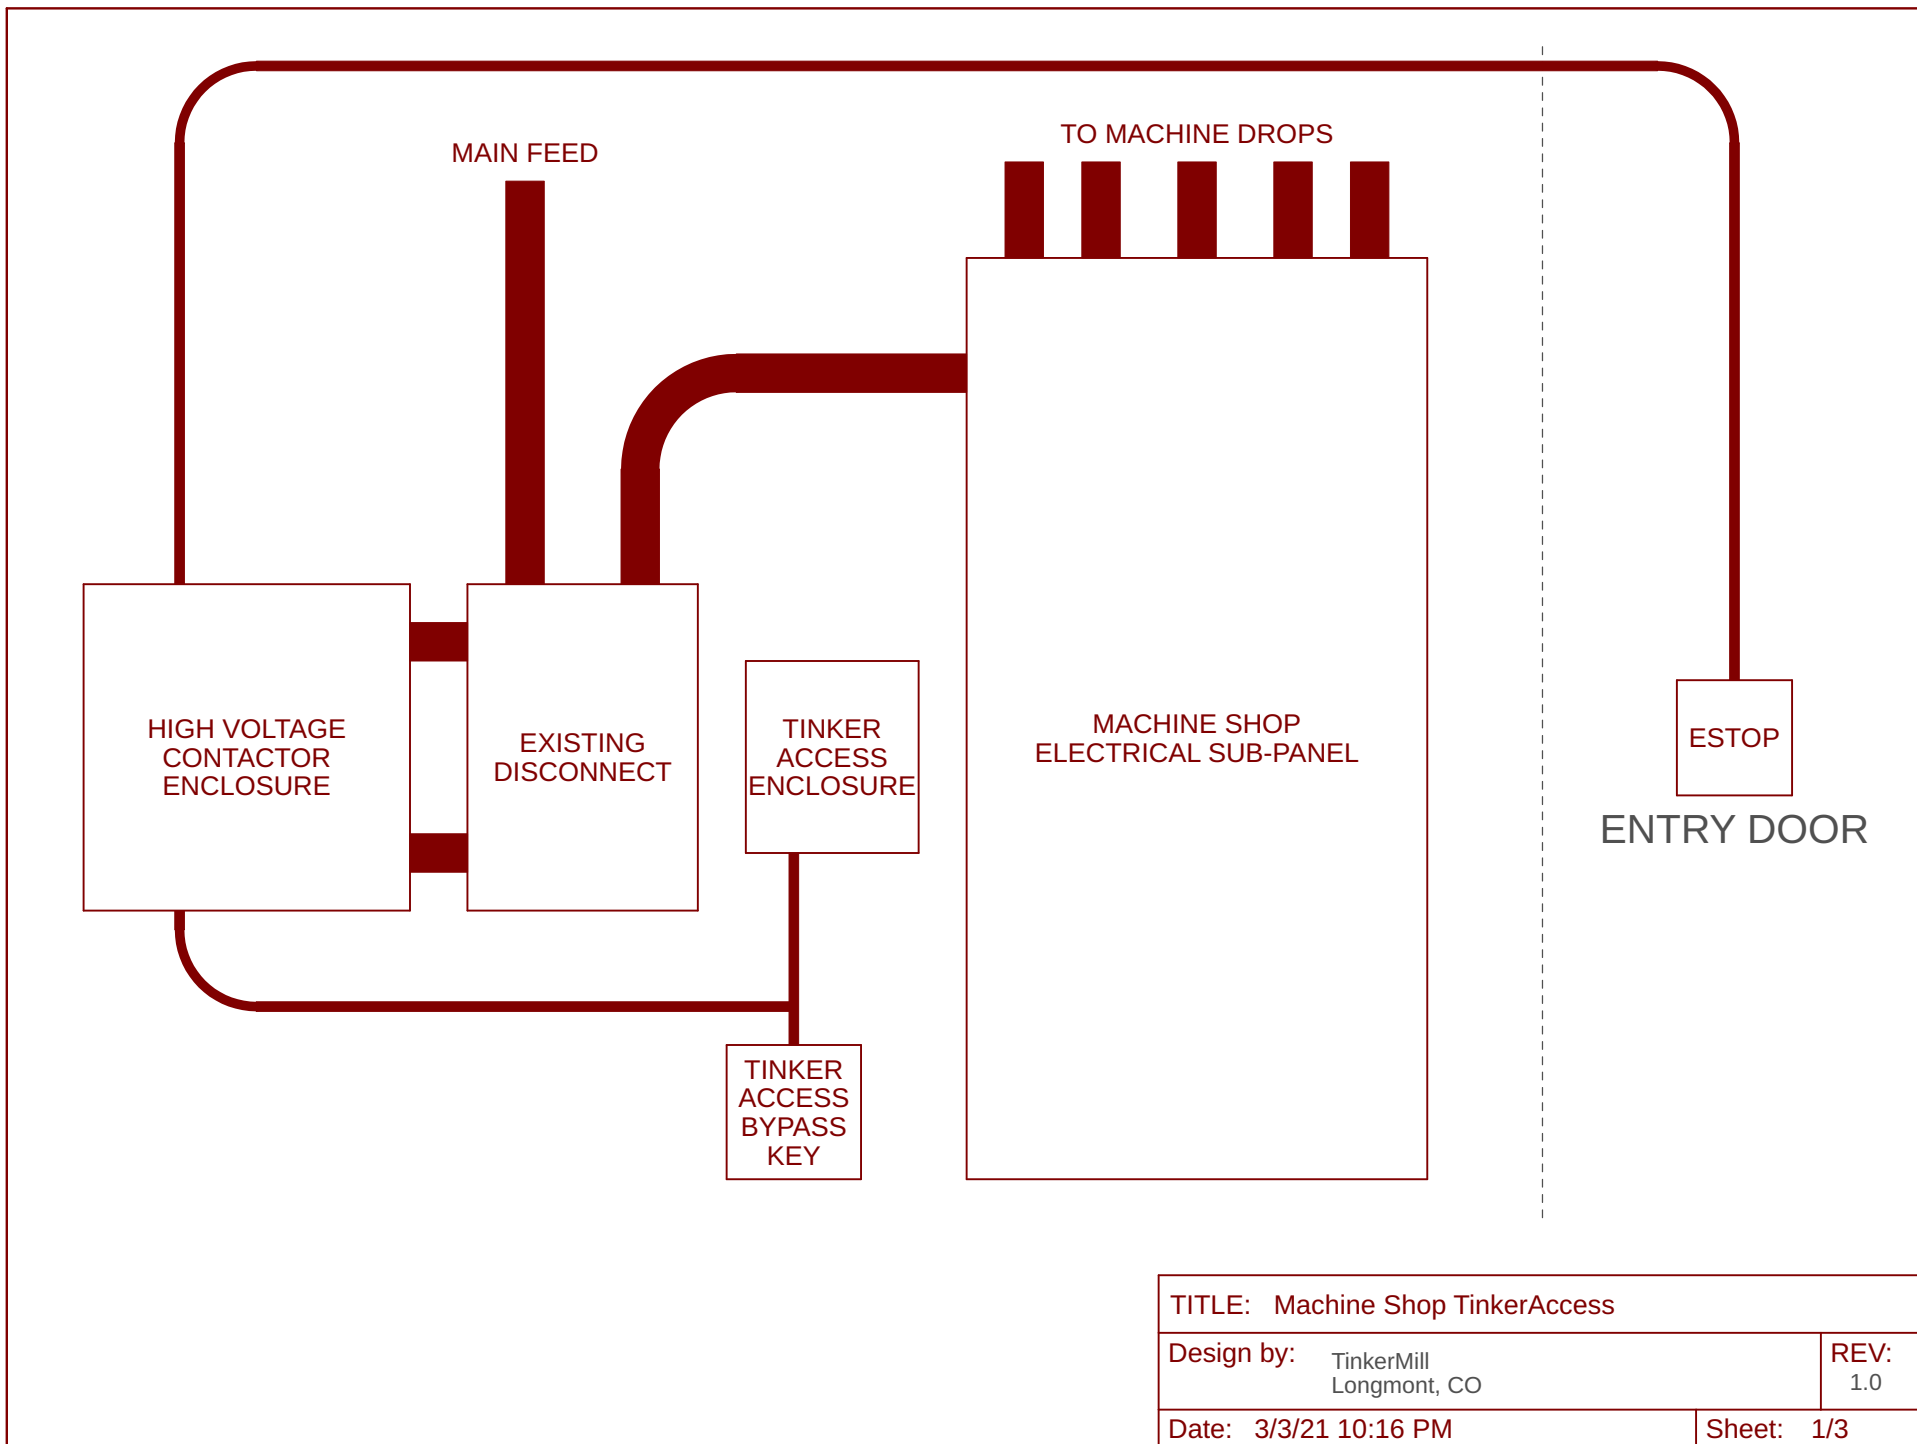 MAIN FEED
TO MACHINE DROPS
HIGH VOLTAGE
CONTACTOR
ENCLOSURE
EXISTING
DISCONNECT
TINKER
ACCESS
ENCLOSURE
MACHINE SHOP
ELECTRICAL SUB-PANEL
ESTOP
ENTRY DOOR
TINKER
ACCESS
BYPASS
KEY
TITLE: Machine Shop TinkerAccess
Design by: TinkerMill
Longmont, CO
REV:
1.0
Date: 3/3/21 10:16 PM
Sheet: 1/3